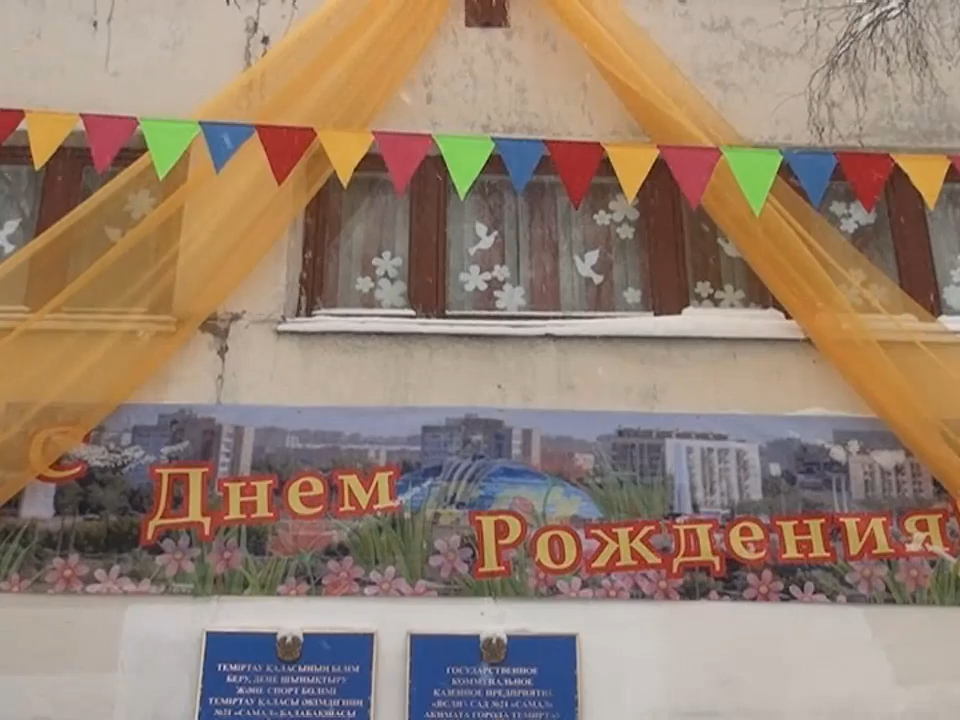 С Днем
Рождения
ТЕМІРТАУ ҚАЛАСЫНЫҢ БІЛІМ
БЕРУ, ДЕНЕ ШЫНЫҚТЫРУ
ЖӘНЕ СПОРТ БӨЛІМІ
ТЕМІРТАУ ҚАЛАСЫ ӘКІМДІГІНІҢ
№21 «САМАЛ» БАЛАБАҚШАСЫ
ГОСУДАРСТВЕННОЕ
КОММУНАЛЬНОЕ
КАЗЕННОЕ ПРЕДПРИЯТИЕ
«ЯСЛИ САД №21 «САМАЛ»
АКИМАТА ГОРОДА ТЕМИРТАУ